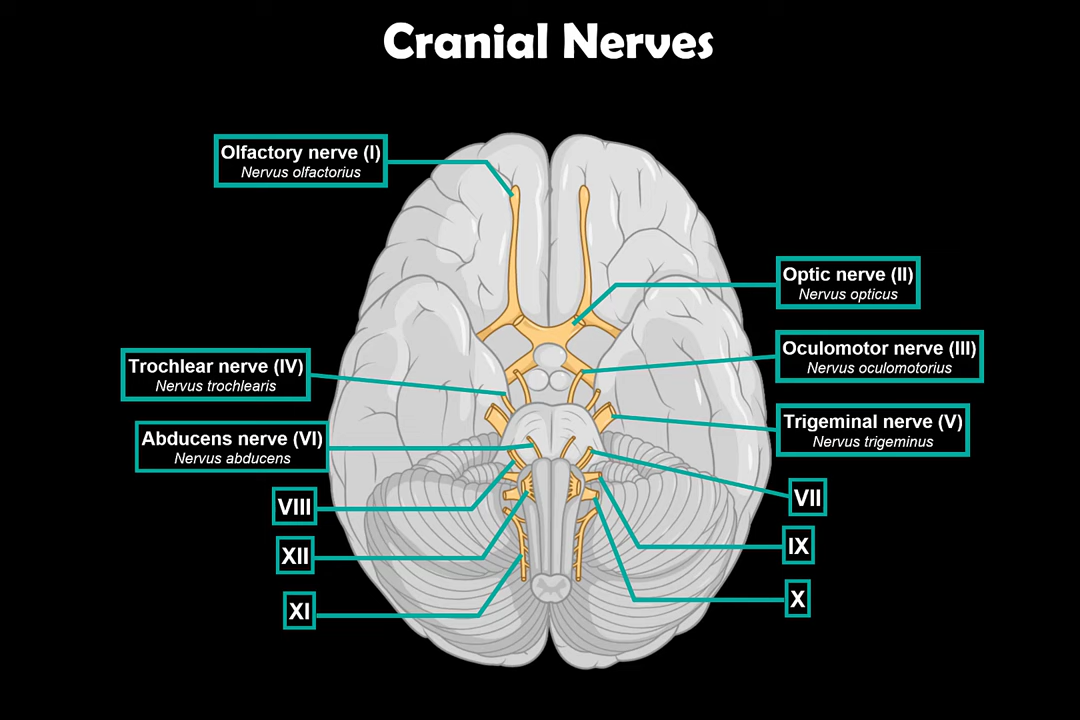 Cranial Nerves
Olfactory nerve (I)
Nervus olfactorius
Optic nerve (II)
Nervus opticus
Oculomotor nerve (III)
Nervus oculomotorius
Trochlear nerve (IV)
Nervus trochlearis
Trigeminal nerve (V)
Nervus trigeminus
Abducens nerve (VI)
Nervus abducens
VII
VIII
IX
XII
X
XI